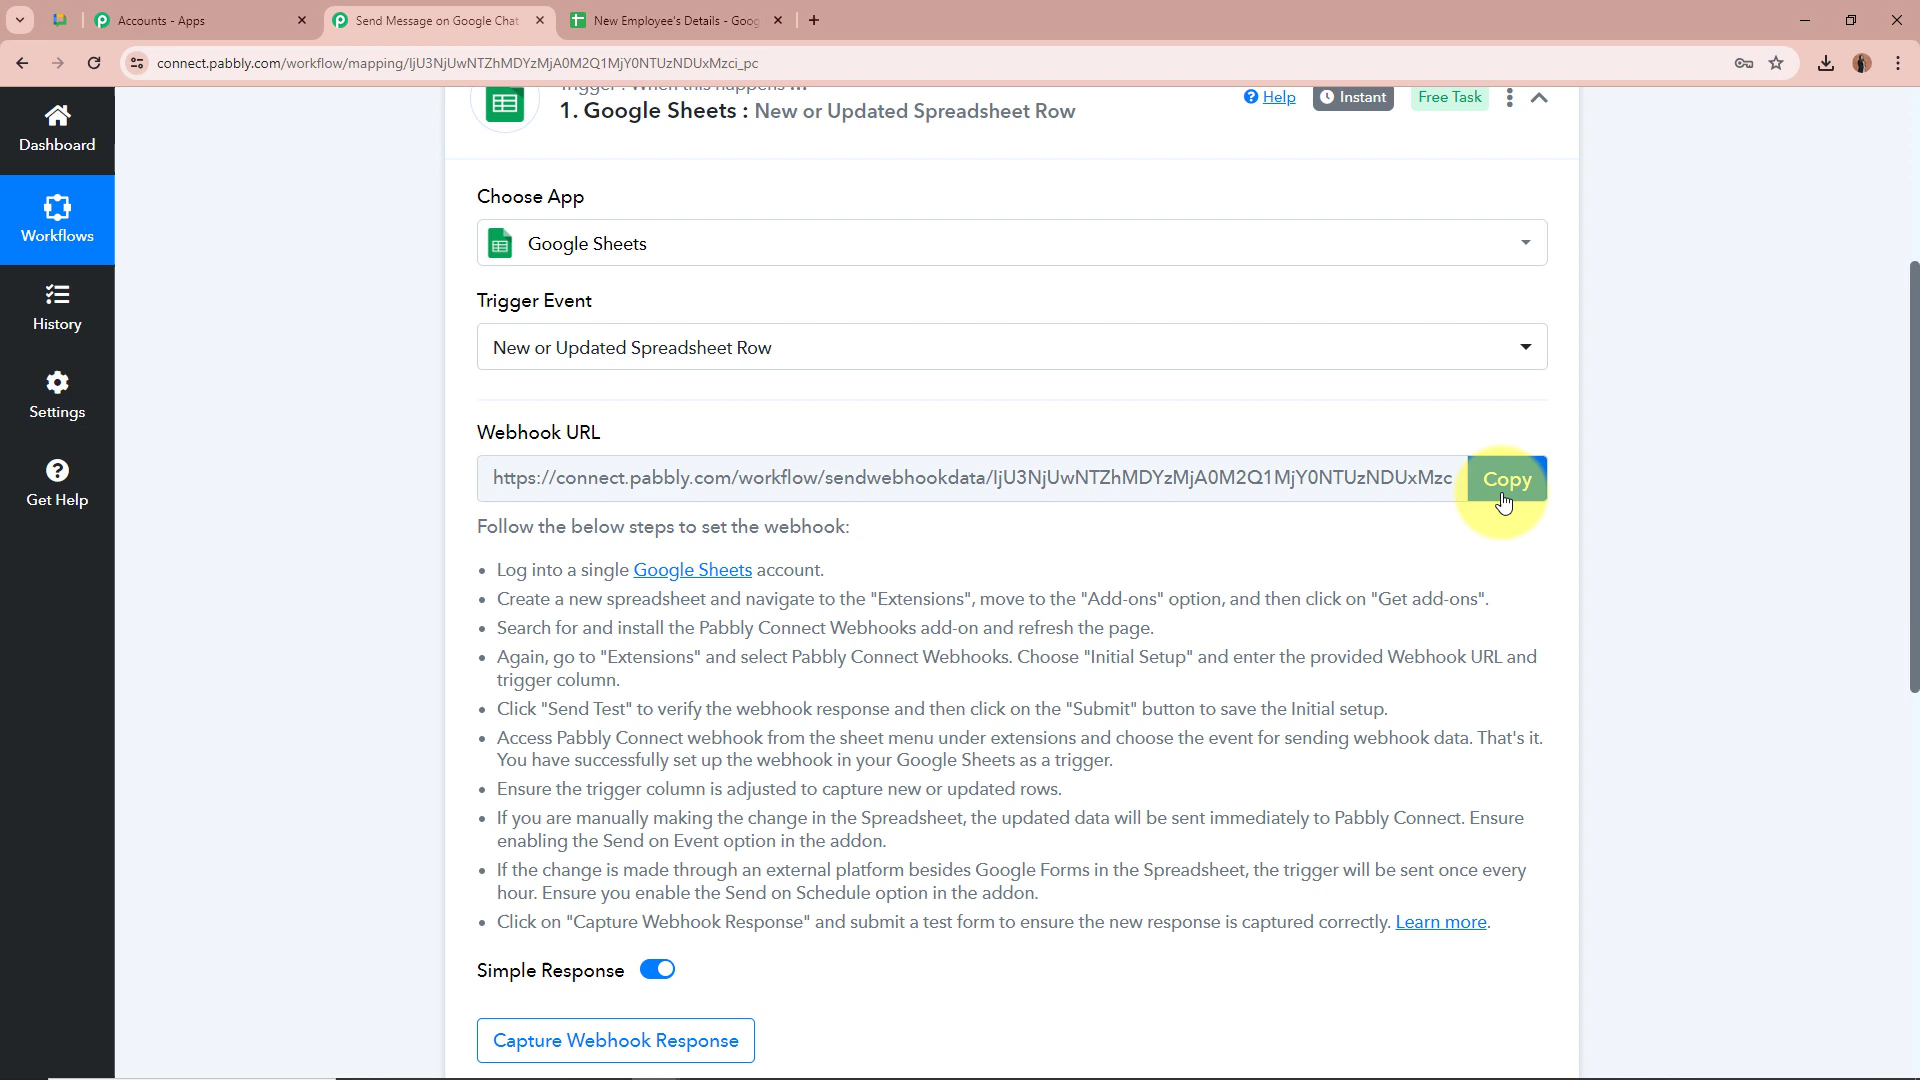 Accounts - Apps
Send Message on Google Chat
New Employee's Details - Goog
connect.pabbly.com/workflow/mapping/IjU3NjUwNTZhMDYzMjA0M2Q1MjY0NTUzNDUxMzci_pc
Trigger : When this happens ...
1. Google Sheets : New or Updated Spreadsheet Row
Help
Instant
Free Task
Dashboard
Workflows
History
Settings
Get Help
Choose App
Google Sheets
Trigger Event
New or Updated Spreadsheet Row
Webhook URL
https://connect.pabbly.com/workflow/sendwebhookdata/IjU3NjUwNTZhMDYzMjA0M2Q1MjY0NTUzNDUxMzc
Copy
Follow the below steps to set the webhook:
• Log into a single Google Sheets account.
• Create a new spreadsheet and navigate to the "Extensions", move to the "Add-ons" option, and then click on "Get add-ons".
• Search for and install the Pabbly Connect Webhooks add-on and refresh the page.
• Again, go to "Extensions" and select Pabbly Connect Webhooks. Choose "Initial Setup" and enter the provided Webhook URL and
trigger column.
• Click "Send Test" to verify the webhook response and then click on the "Submit" button to save the Initial setup.
• Access Pabbly Connect webhook from the sheet menu under extensions and choose the event for sending webhook data. That's it.
You have successfully set up the webhook in your Google Sheets as a trigger.
• Ensure the trigger column is adjusted to capture new or updated rows.
• If you are manually making the change in the Spreadsheet, the updated data will be sent immediately to Pabbly Connect. Ensure
enabling the Send on Event option in the addon.
• If the change is made through an external platform besides Google Forms in the Spreadsheet, the trigger will be sent once every
hour. Ensure you enable the Send on Schedule option in the addon.
• Click on "Capture Webhook Response" and submit a test form to ensure the new response is captured correctly. Learn more.
Simple Response
Capture Webhook Response